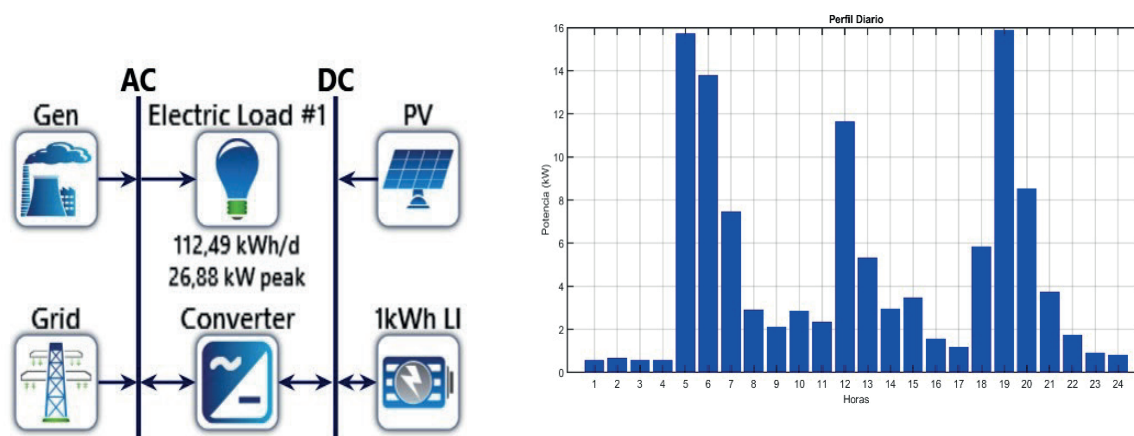 AC
DC
Gen
Electric Load #1
PV
112,49 kWh/d
26,88 kW peak
Grid
Converter
1kWh LI
Perfil Diario
Potencia (kW)
16
14
12
10
8
6
4
2
0
1 2 3 4 5 6 7 8 9 10 11 12 13 14 15 16 17 18 19 20 21 22 23 24
Horas